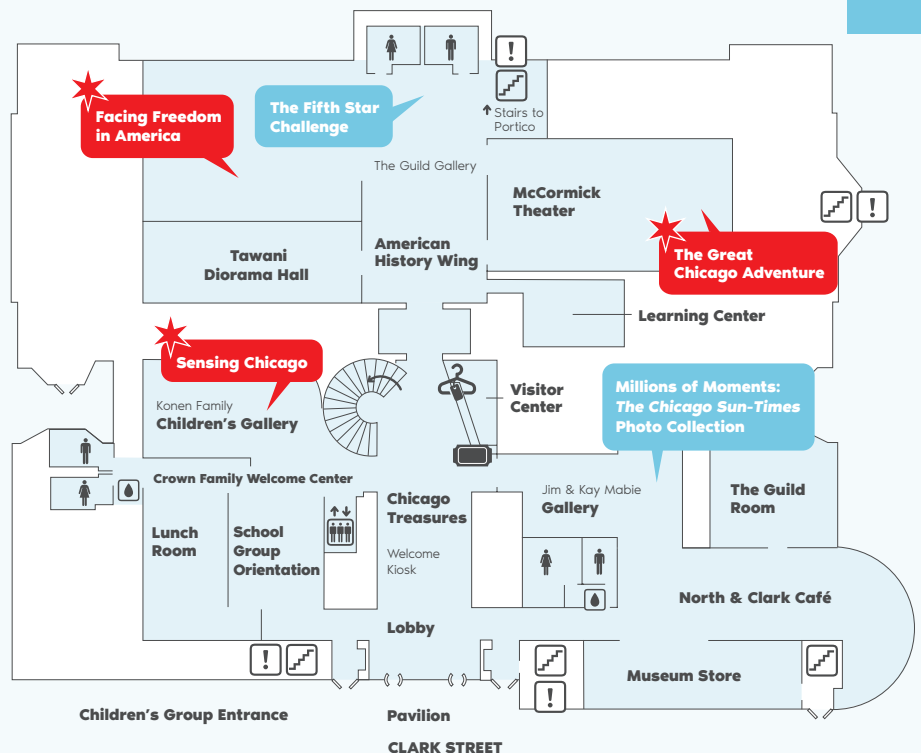 Facing Freedom
in America
The Fifth Star
Challenge
Stairs to
Portico
The Guild Gallery
McCormick
Theater
Tawani
Diorama Hall
American
History Wing
The Great
Chicago Adventure
Learning Center
Sensing Chicago
Konen Family
Children's Gallery
Visitor
Center
Millions of Moments:
The Chicago Sun-Times
Photo Collection
Crown Family Welcome Center
Lunch
Room
School
Group
Orientation
Chicago
Treasures
Welcome
Kiosk
Jim & Kay Mabie
Gallery
The Guild
Room
North & Clark Café
Lobby
Museum Store
Children's Group Entrance
Pavilion
CLARK STREET